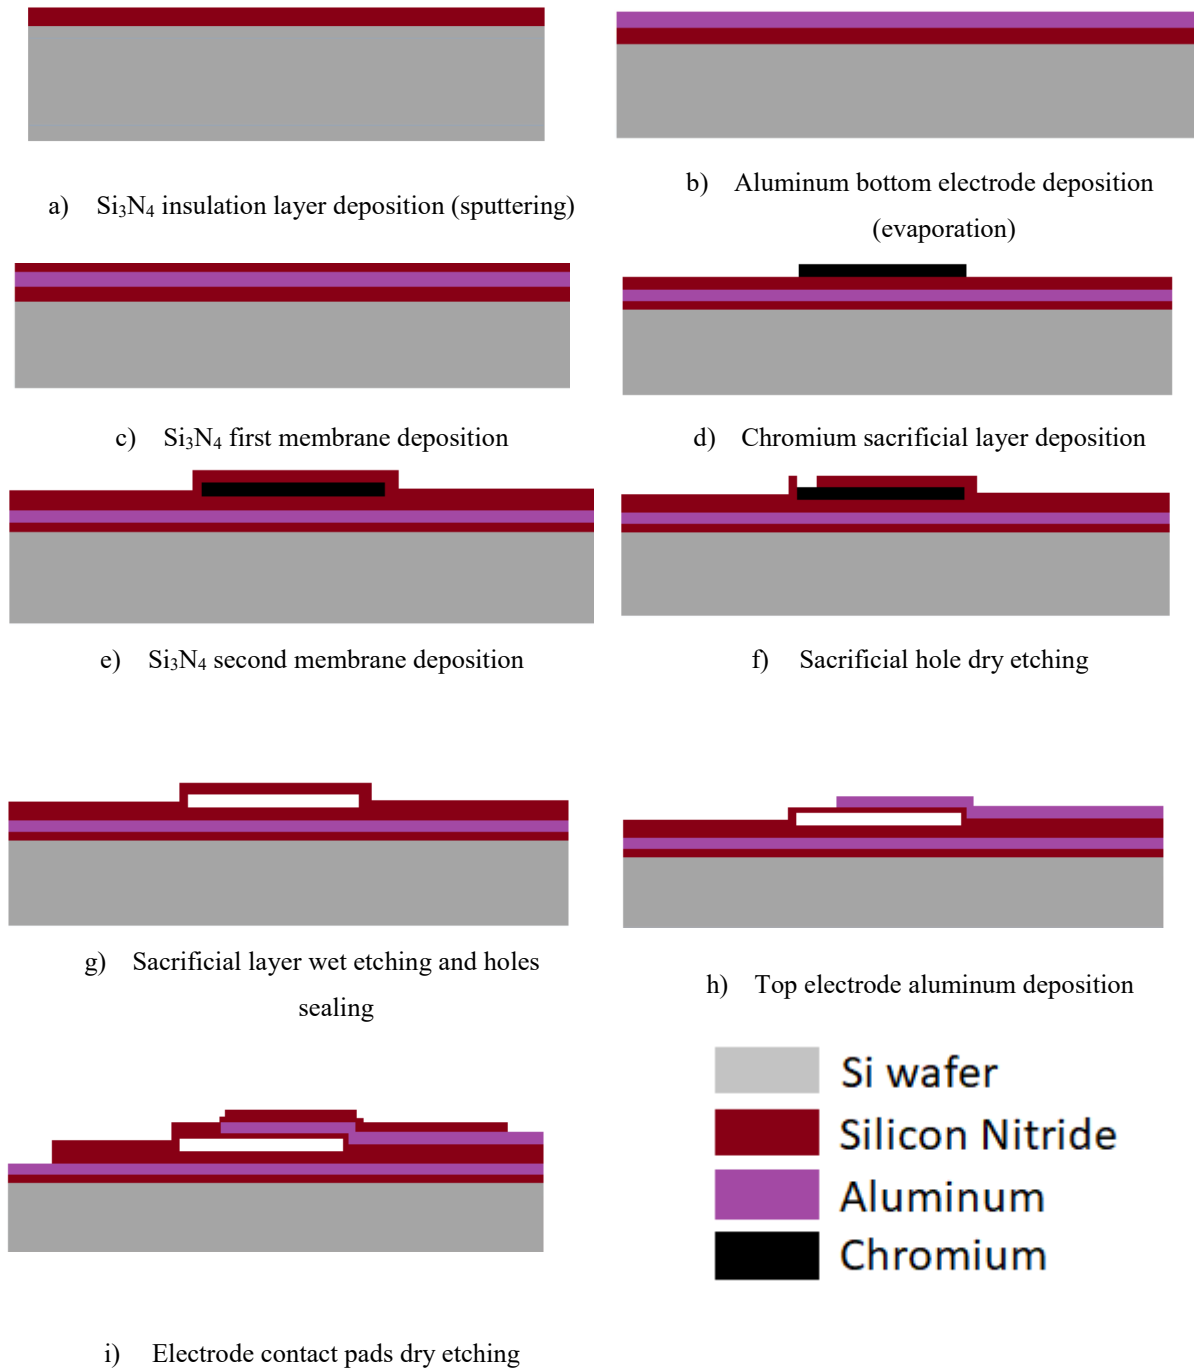 a) Si₃N₄ insulation layer deposition (sputtering)
b) Aluminum bottom electrode deposition
(evaporation)
c) Si₃N₄ first membrane deposition
d) Chromium sacrificial layer deposition
e) Si₃N₄ second membrane deposition
f) Sacrificial hole dry etching
g) Sacrificial layer wet etching and holes
sealing
h) Top electrode aluminum deposition
Si wafer
Silicon Nitride
Aluminum
Chromium
i) Electrode contact pads dry etching